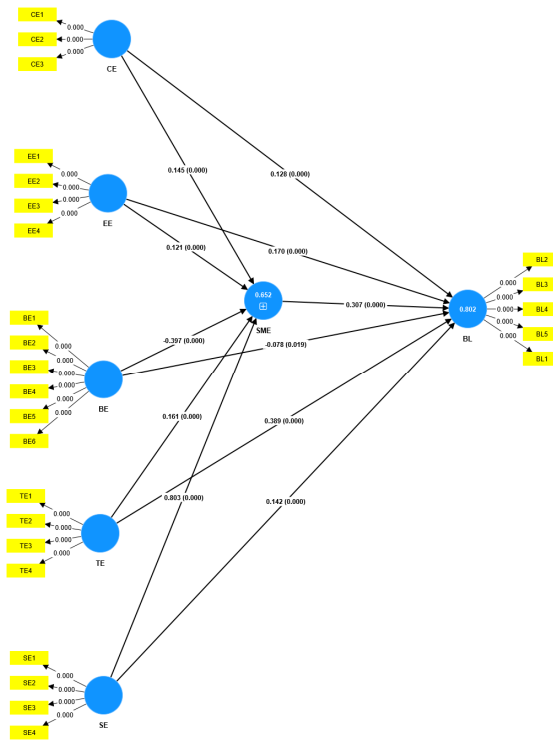 CE1
0.000
CE2
0.000
CE3
0.000
CE
0.145 (0.000)
0.128 (0.000)
EE1
0.000
EE2
0.000
EE3
0.000
EE4
0.000
EE
0.121 (0.000)
0.170 (0.000)
0.652
SME
0.307 (0.000)
BL2
0.000
BL3
0.000
BL4
0.000
BL5
0.000
BL1
0.000
0.802
BL
BE1
0.000
BE2
0.000
BE3
0.000
BE4
0.000
BE5
0.000
BE6
0.000
BE
-0.397 (0.000)
-0.078 (0.019)
0.161 (0.000)
0.389 (0.000)
TE1
0.000
TE2
0.000
TE3
0.000
TE4
0.000
TE
0.803 (0.000)
0.142 (0.000)
SE1
0.000
SE2
0.000
SE3
0.000
SE4
0.000
SE